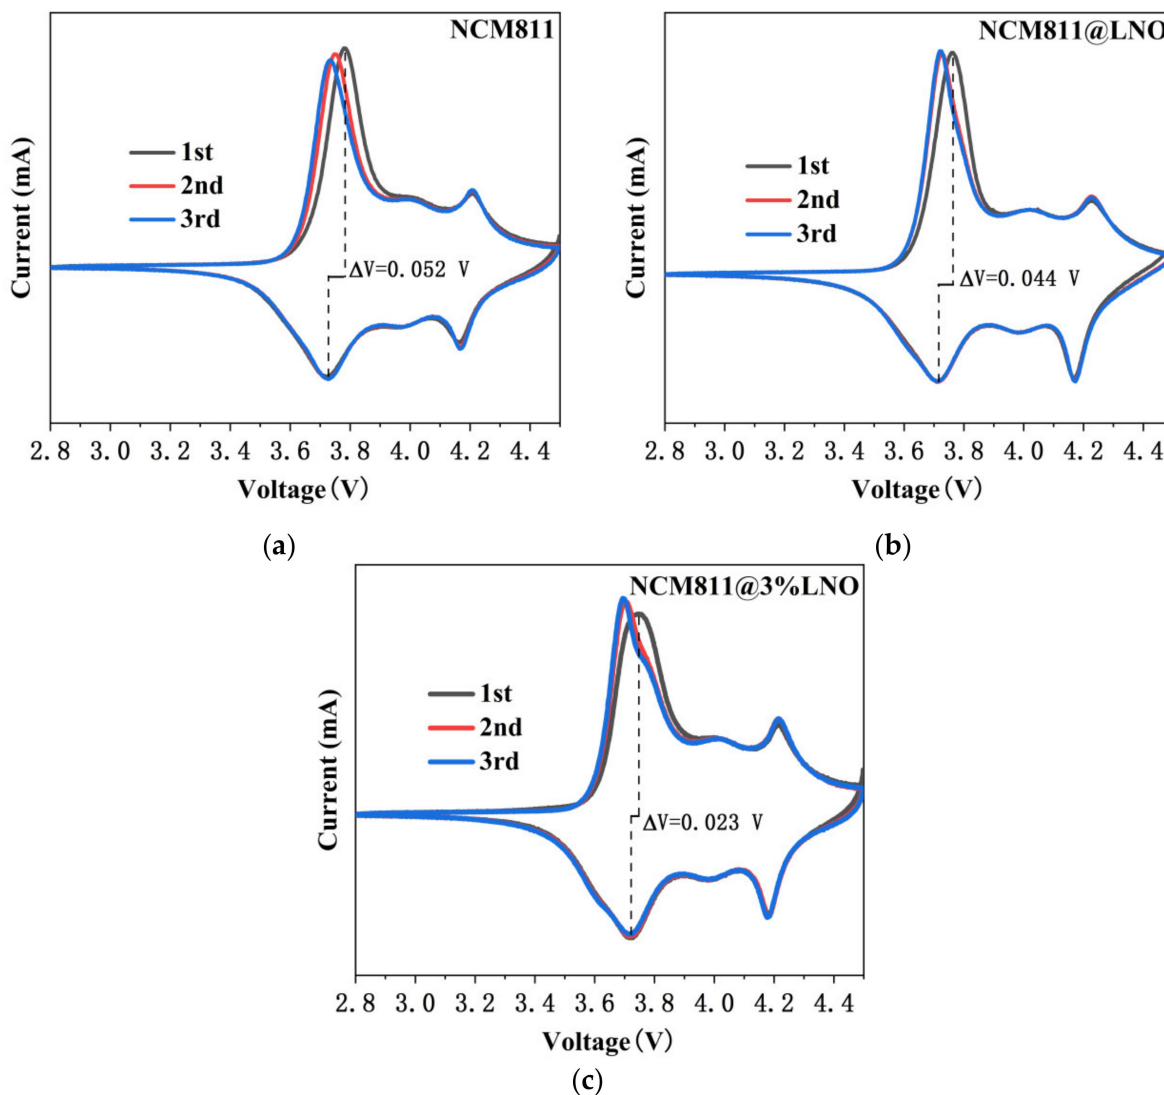 NCM811
1st
2nd
3rd
ΔV=0.052 V
Current (mA)
2.8 3.0 3.2 3.4 3.6 3.8 4.0 4.2 4.4
Voltage(V)
(a)
NCM811@LNO
1st
2nd
3rd
ΔV=0.044 V
Current (mA)
2.8 3.0 3.2 3.4 3.6 3.8 4.0 4.2 4.4
Voltage(V)
(b)
NCM811@3%LNO
1st
2nd
3rd
ΔV=0.023 V
Current (mA)
2.8 3.0 3.2 3.4 3.6 3.8 4.0 4.2 4.4
Voltage(V)
(c)